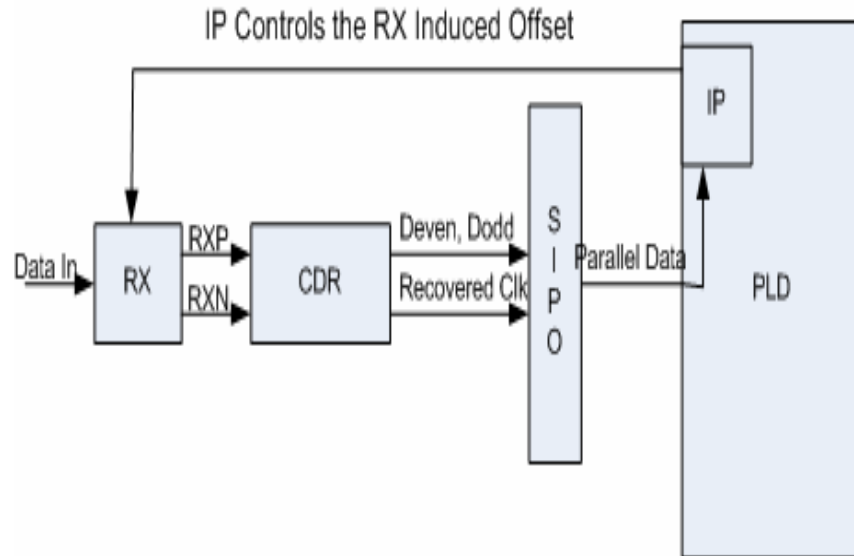 IP Controls the RX Induced Offset
IP
S
I
P
O
RXP
Deven, Dodd
Data In
RX
CDR
Parallel Data
PLD
RXN
Recovered Clk